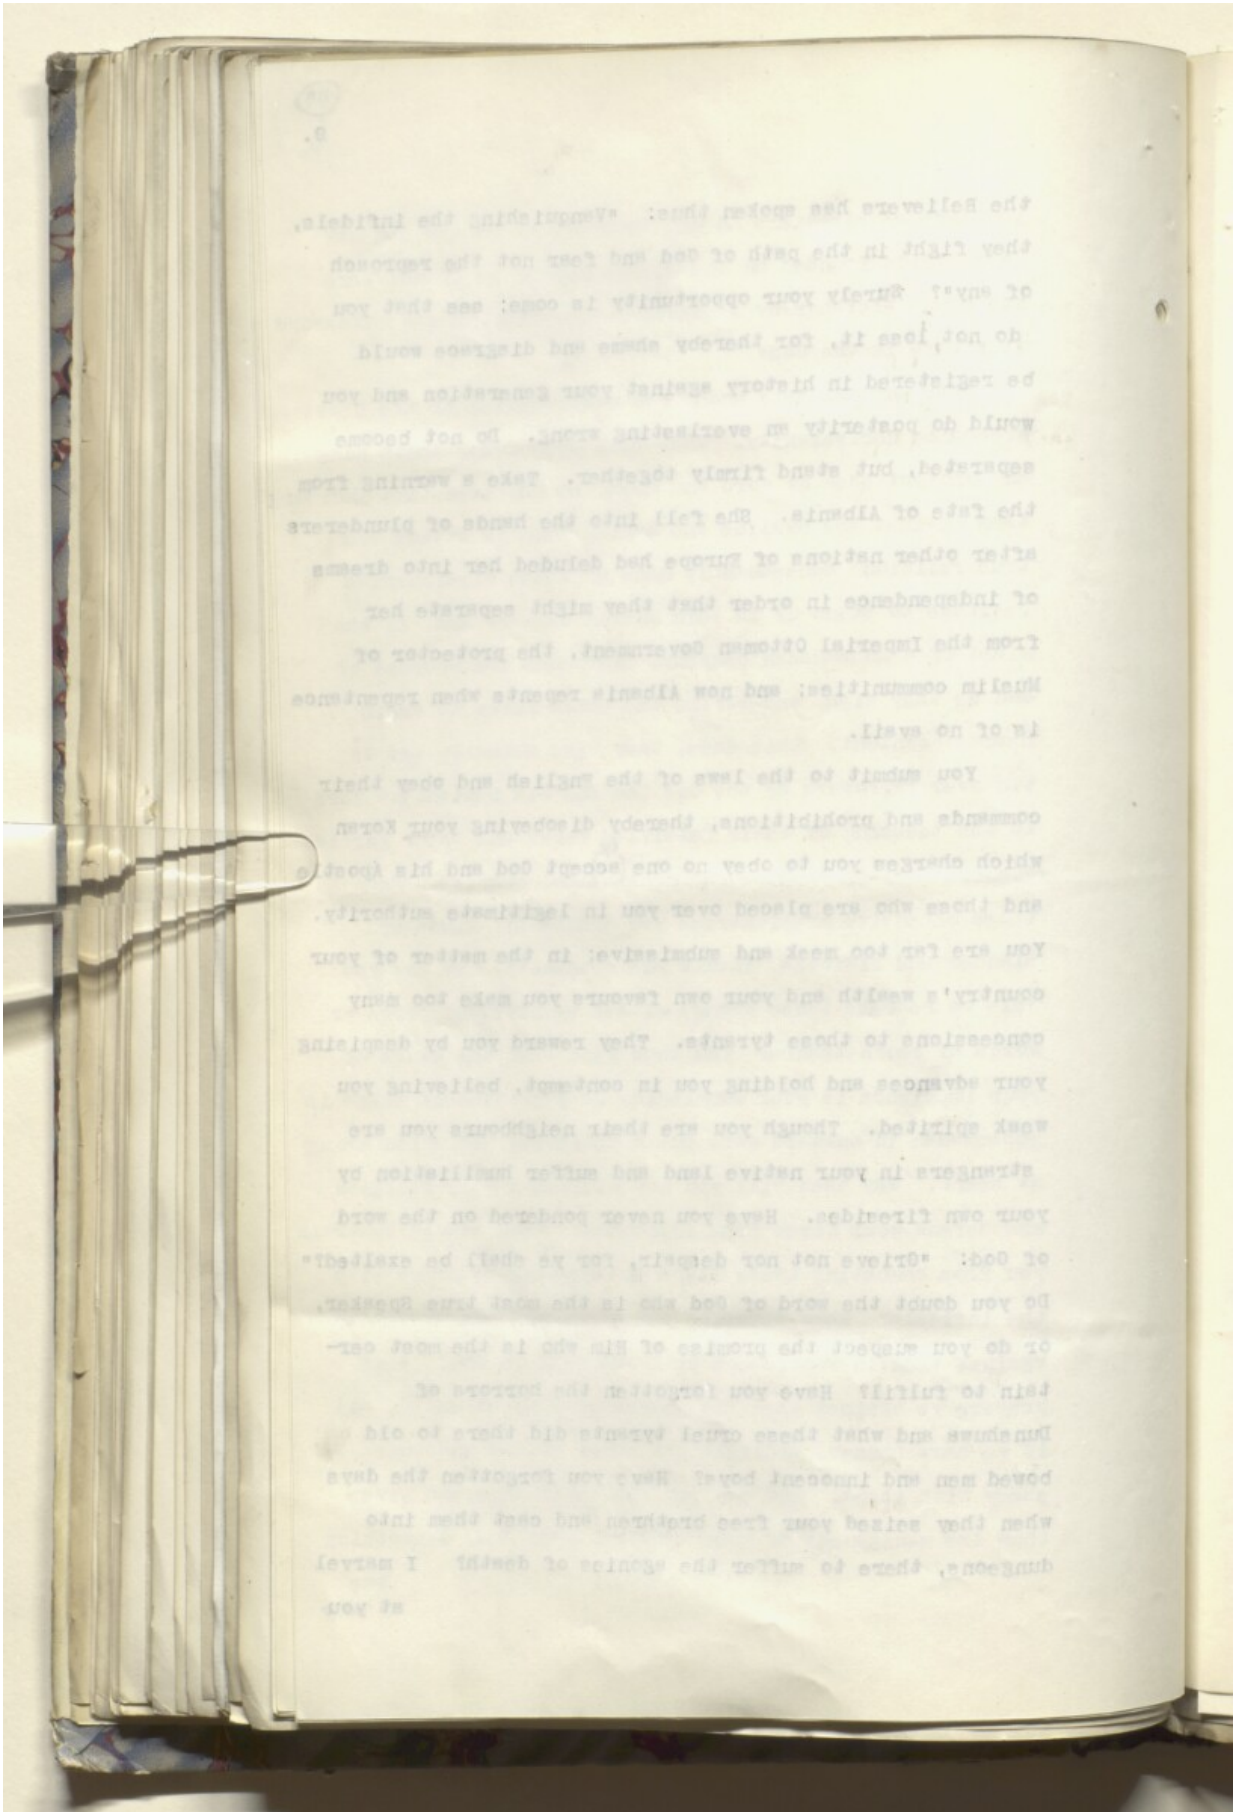 9.
the Believers has spoken thus: "Vanquishing the infidels,
they fight in the path of God and fear not the reproach
of any"? Surely your opportunity is come; see that you
do not lose it, for thereby shame and disgrace would
be registered in history against your generation and you
would do posterity an everlasting wrong. Do not become
separated, but stand firmly together. Take a warning from
the fate of Albania. She fell into the hands of plunderers
after other nations of Europe had deluded her into dreams
of independence in order that they might separate her
from the Imperial Ottoman Government, the protector of
Muslim communities; and now Albania repents when repentance
is of no avail.
You submit to the laws of the English and obey their
commands and prohibitions, thereby disobeying your Koran
which charges you to obey no one except God and his Apostle
and those who are placed over you in legitimate authority.
You are far too meek and submissive; in the matter of your
country's wealth and your own favours you make too many
concessions to those tyrants. They reward you by despising
your advances and holding you in contempt, believing you
weak spirited. Though you are their neighbours you are
strangers in your native land and suffer humiliation by
your own firesides. Have you never pondered on the word
of God: "Grieve not nor despair, for ye shall be exalted?"
Do you doubt the word of God who is the most true Speaker,
or do you suspect the promise of Him who is the most cer-
tain to fulfil? Have you forgotten the horrors of
Dunshuwa and what these cruel tyrants did there to old
bowed men and innocent boys? Have you forgotten the days
when they seized your free brothren and cast them into
dungeons, there to suffer the agonies of death? I marvel
at you